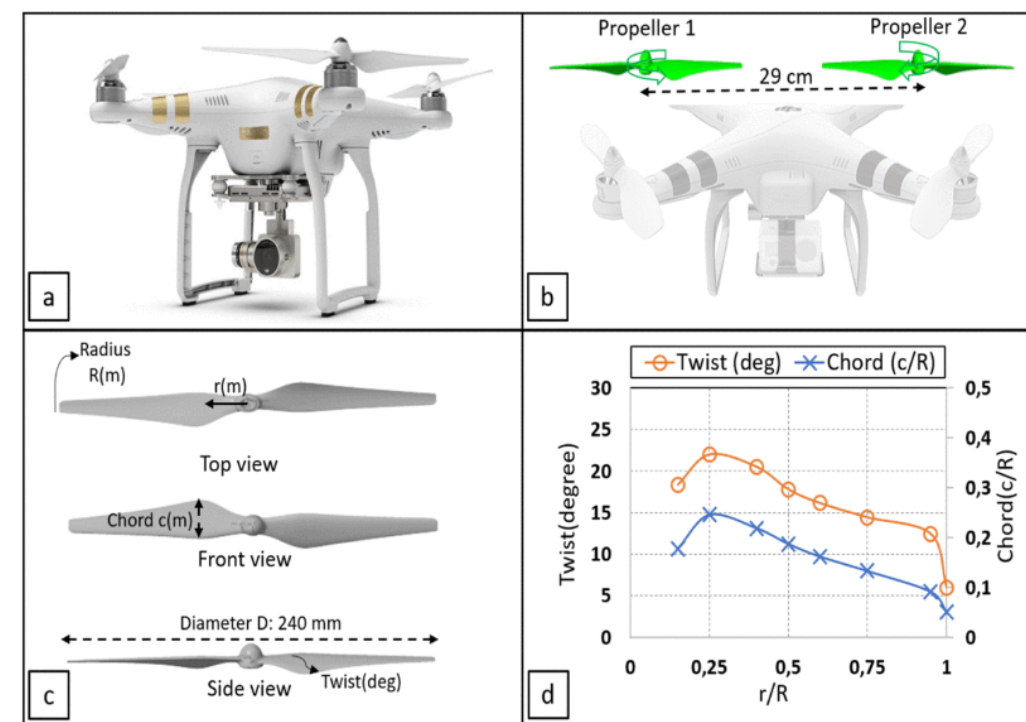 a
Propeller 1
Propeller 2
29 cm
b
Radius
R(m)
r(m)
Top view
Chord c(m)
Front view
Diameter D: 240 mm
Twist(deg)
Side view
c
Twist (deg)
Chord (c/R)
30
25
20
15
10
5
0
Twist(degree)
0,5
0,4
0,3
0,2
0,1
0
Chord(c/R)
0
0,25
0,5
0,75
1
r/R
d